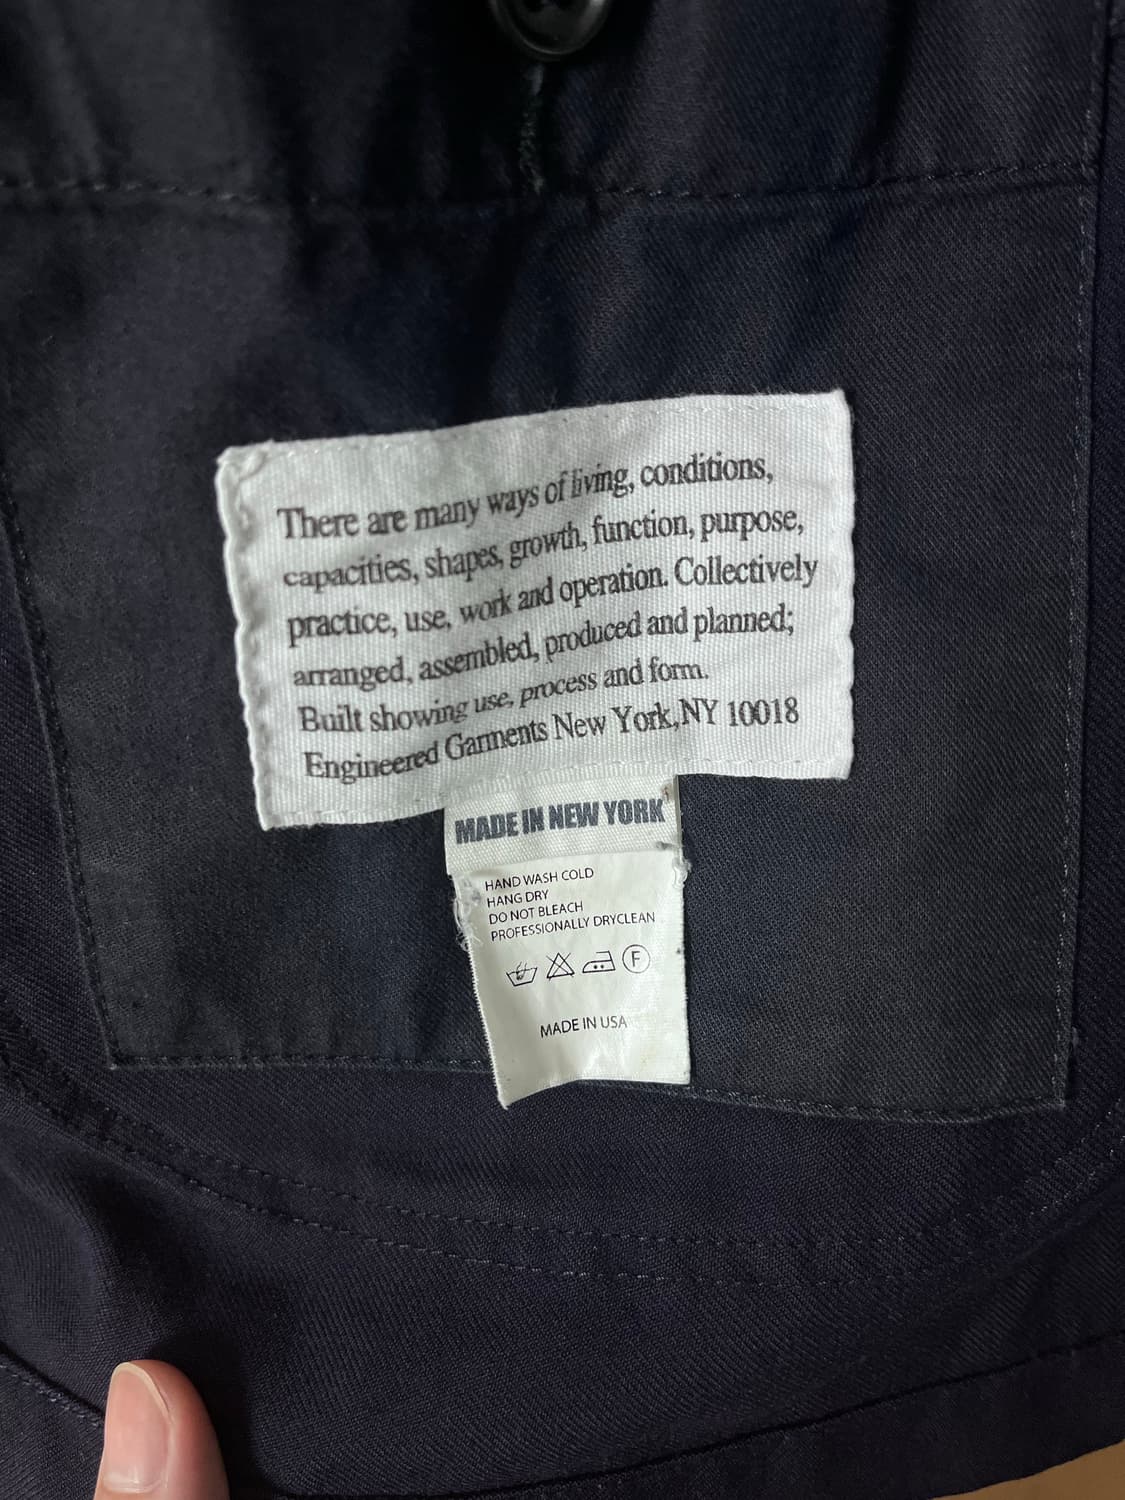 There are many ways of living, conditions,
capacities, shapes, growth, function, purpose,
practice, use, work and operation. Collectively
arranged, assembled, produced and planned;
Built showing use, process and form.
Engineered Garments New York,NY 10018
MADE IN NEW YORK
HAND WASH COLD
HANG DRY
DO NOT BLEACH
PROFESSIONALLY DRYCLEAN
F
MADE IN USA